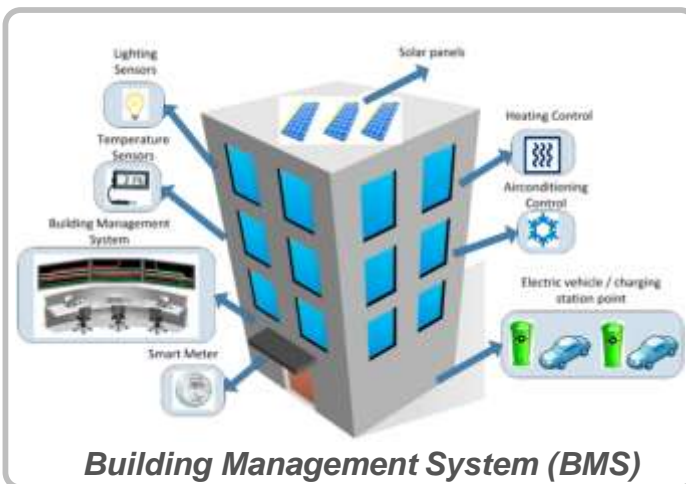 Lighting
Sensors
Solar panels
Temperature
Sensors
Heating Control
Airconditioning
Control
Building Management
System
Electric vehicle / charging
station point
Smart Meter
Building Management System (BMS)